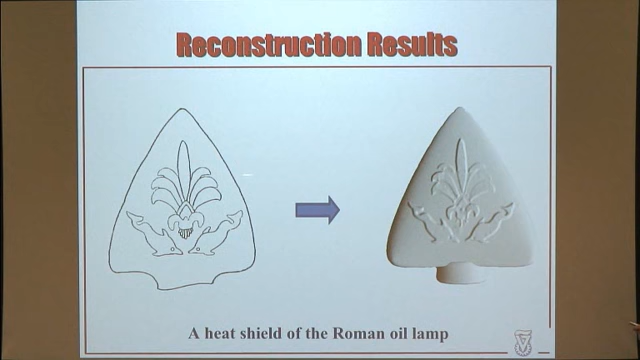 Reconstruction Results
A heat shield of the Roman oil lamp